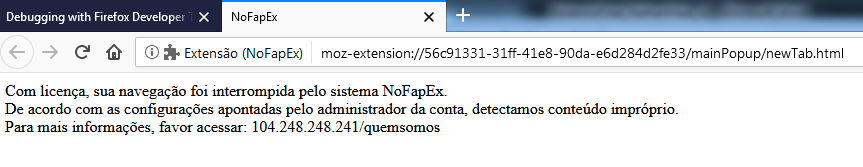 Debugging with Firefox Developer T
NoFapEx
Extensão (NoFapEx)
moz-extension://56c91331-31ff-41e8-90da-e6d284d2fe33/mainPopup/newTab.html
Com licença, sua navegação foi interrompida pelo sistema NoFapEx.
De acordo com as configurações apontadas pelo administrador da conta, detectamos conteúdo impróprio.
Para mais informações, favor acessar: 104.248.248.241/quemsomos